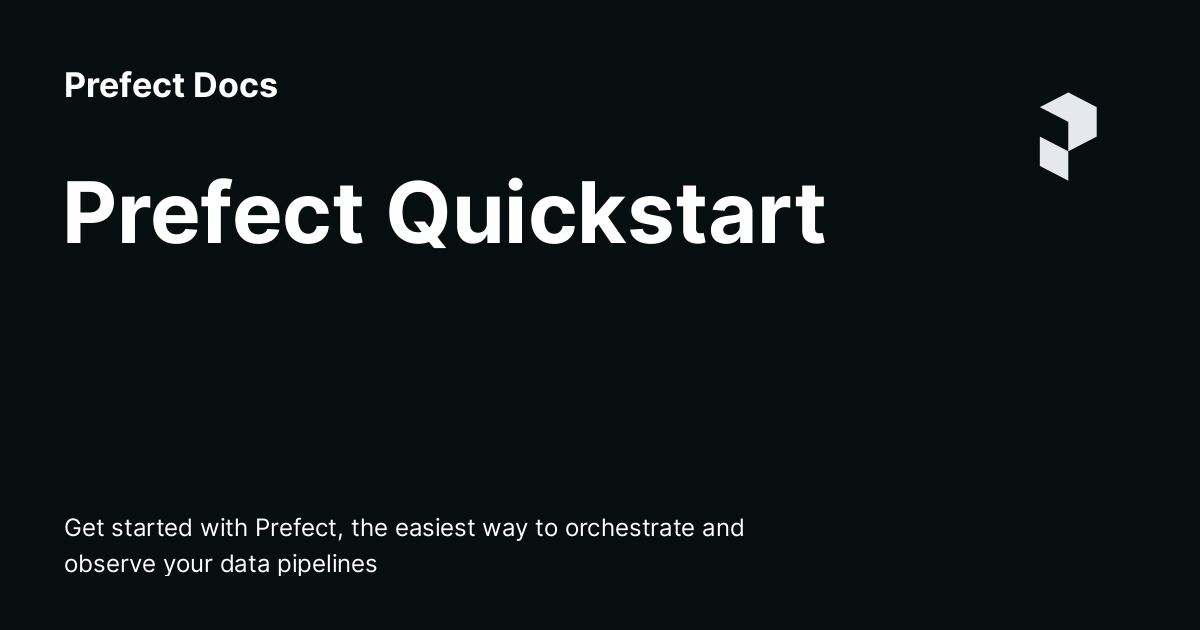 Prefect Docs
Prefect Quickstart
Get started with Prefect, the easiest way to orchestrate and
observe your data pipelines